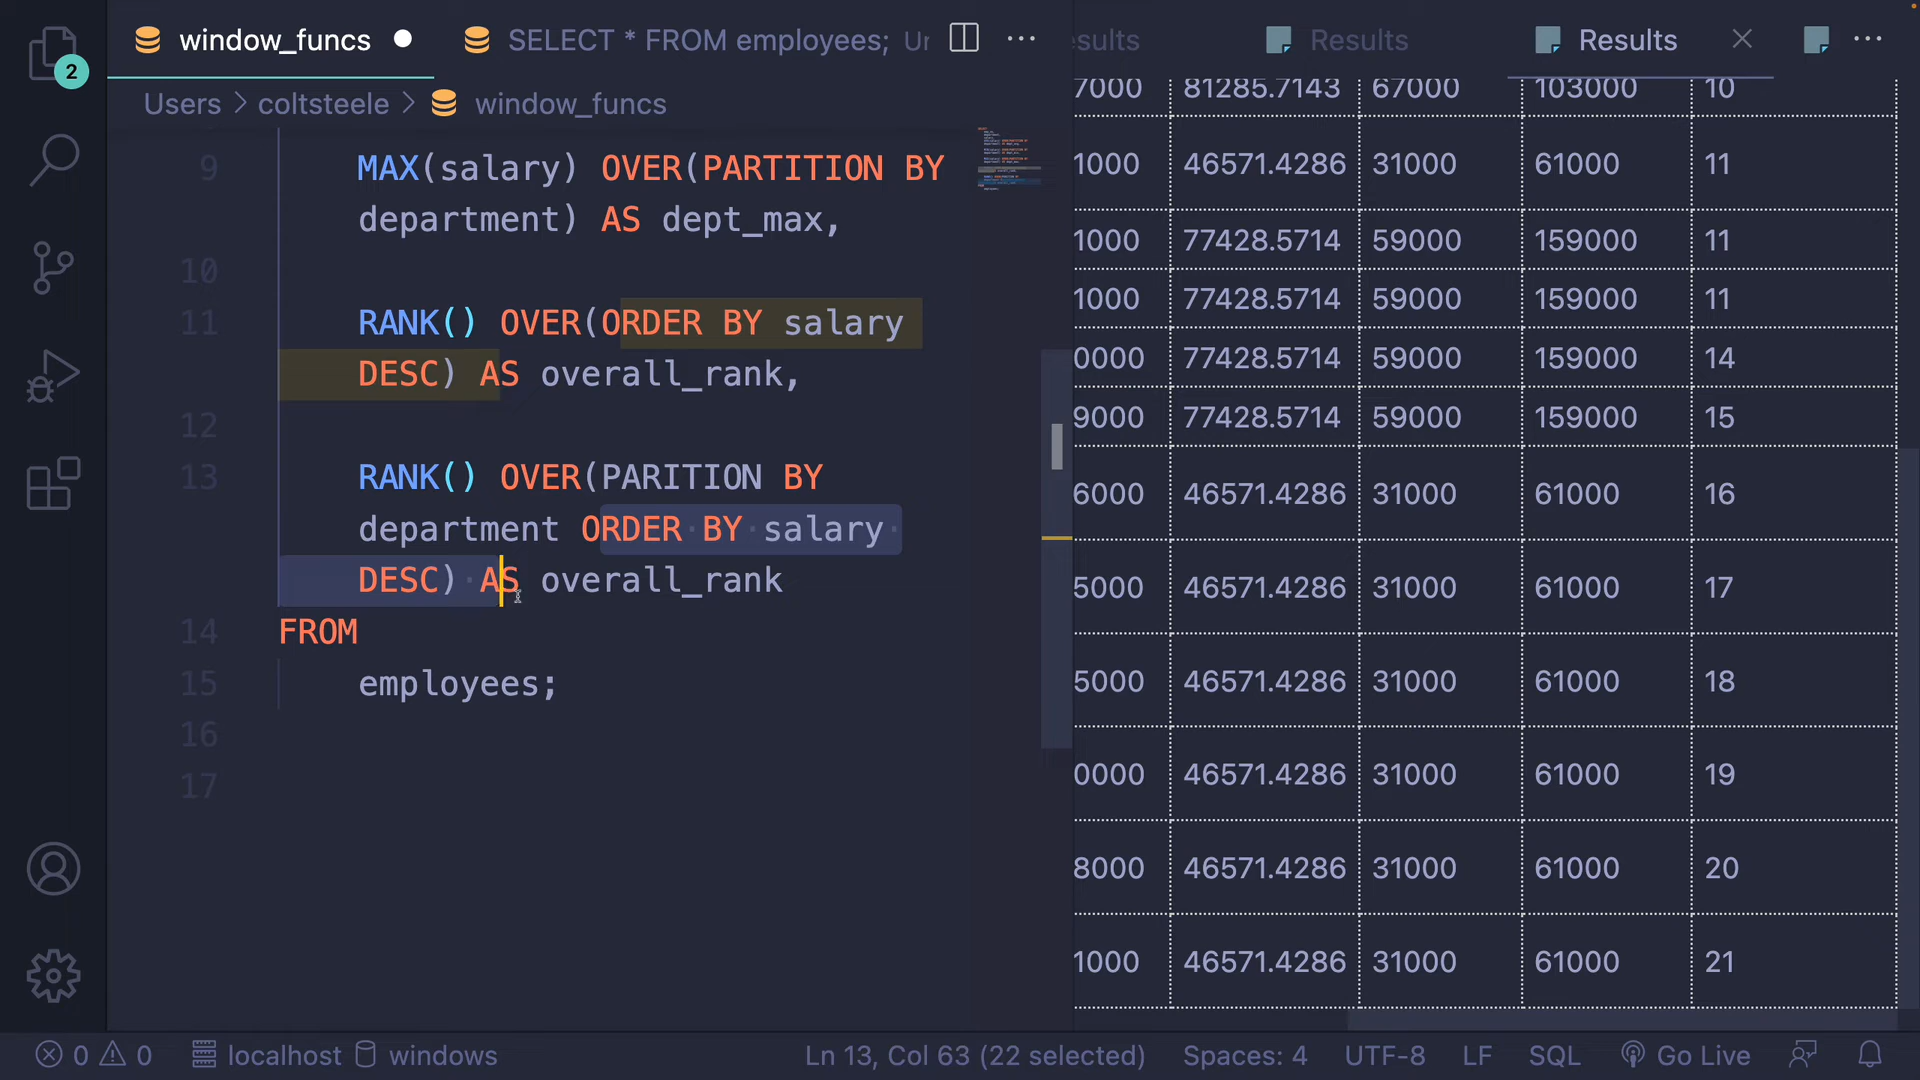 window_funcs
SELECT * FROM employees; Ur
Results
Results
2
Users > coltsteele > window_funcs
9 MAX(salary) OVER(PARTITION BY
department) AS dept_max,
10
11 RANK() OVER(ORDER BY salary
DESC) AS overall_rank,
12
13 RANK() OVER(PARITION BY
department ORDER BY salary
DESC) AS overall_rank
14 FROM
15 employees;
16
17
7000 81285.7143 67000 103000 10
1000 46571.4286 31000 61000 11
1000 77428.5714 59000 159000 11
1000 77428.5714 59000 159000 11
0000 77428.5714 59000 159000 14
9000 77428.5714 59000 159000 15
6000 46571.4286 31000 61000 16
5000 46571.4286 31000 61000 17
5000 46571.4286 31000 61000 18
0000 46571.4286 31000 61000 19
8000 46571.4286 31000 61000 20
1000 46571.4286 31000 61000 21
0 0 localhost windows Ln 13, Col 63 (22 selected) Spaces: 4 UTF-8 LF SQL Go Live